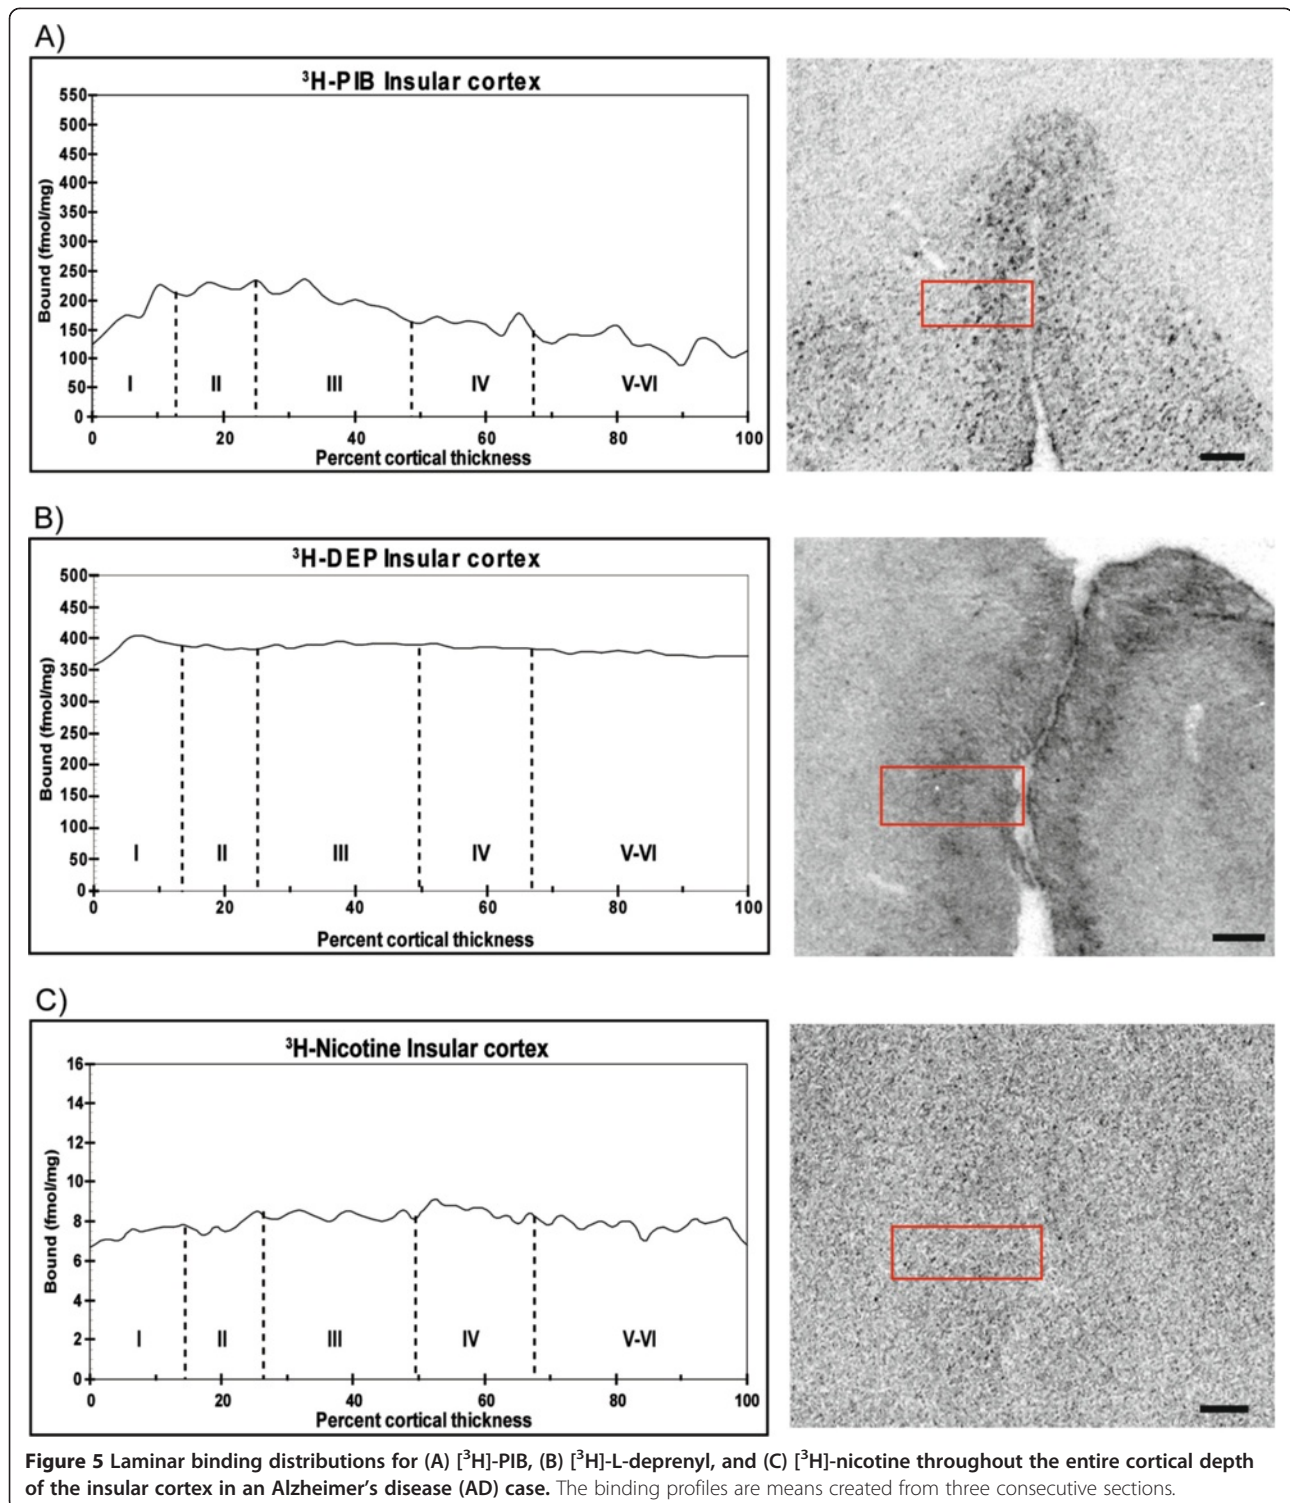 A)
³H-PIB Insular cortex
Bound (fmol/mg)
550
500
450
400
350
300
250
200
150
100
50
0
I II III IV V-VI
0 20 40 60 80 100
Percent cortical thickness
B)
³H-DEP Insular cortex
Bound (fmol/mg)
500
450
400
350
300
250
200
150
100
50
0
I II III IV V-VI
0 20 40 60 80 100
Percent cortical thickness
C)
³H-Nicotine Insular cortex
Bound (fmol/mg)
16
14
12
10
8
6
4
2
0
I II III IV V-VI
0 20 40 60 80 100
Percent cortical thickness
Figure 5 Laminar binding distributions for (A) [³H]-PIB, (B) [³H]-L-deprenyl, and (C) [³H]-nicotine throughout the entire cortical depth
of the insular cortex in an Alzheimer's disease (AD) case. The binding profiles are means created from three consecutive sections.